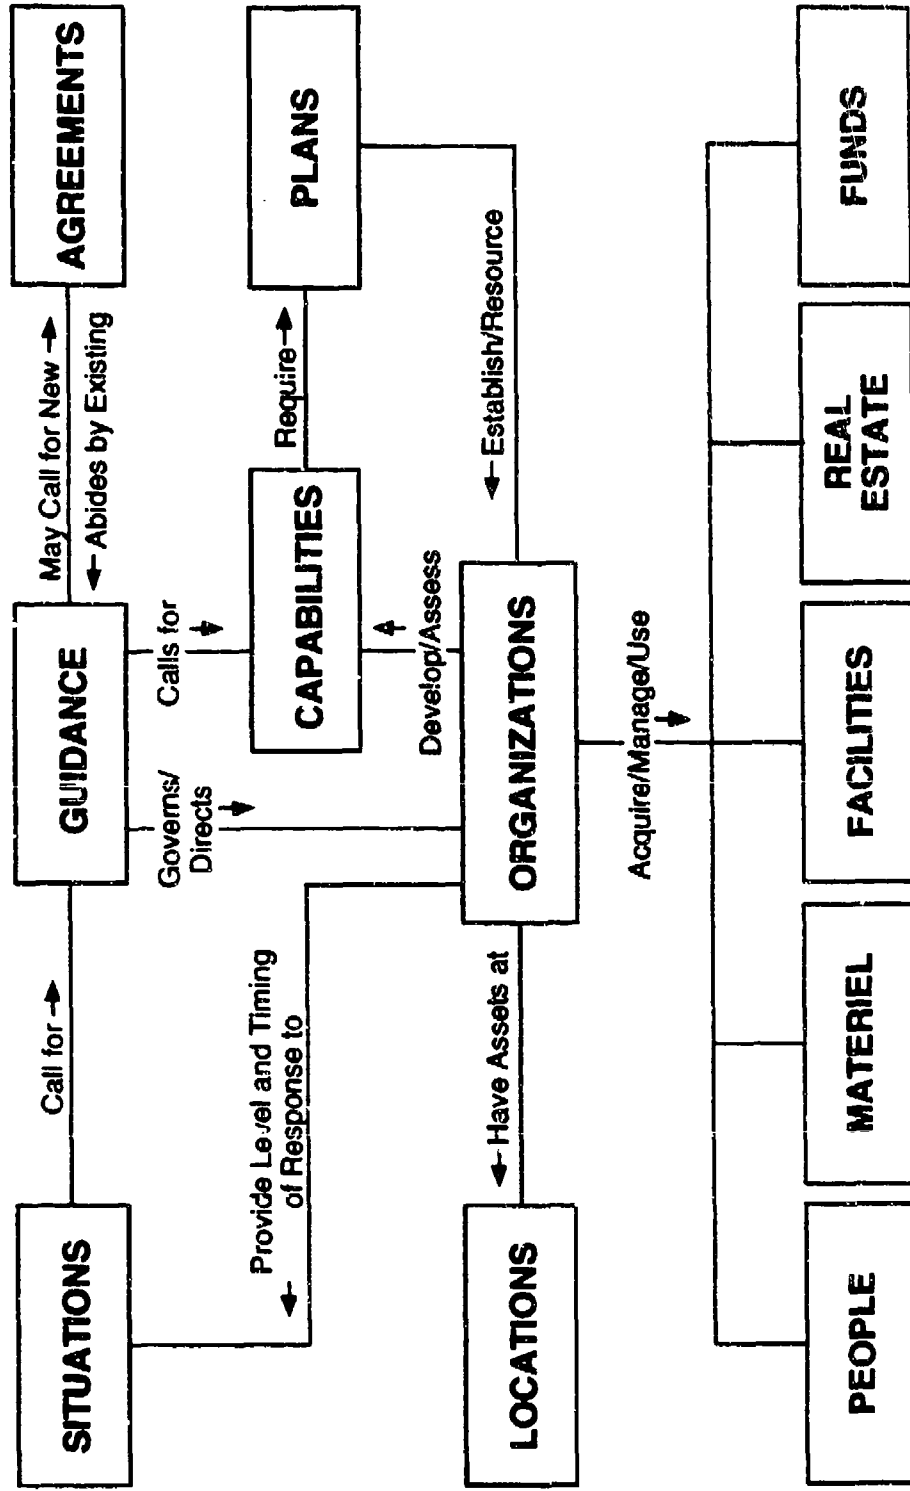 SITUATIONS
Call for
GUIDANCE
May Call for New
Abides by Existing
AGREEMENTS
Governs/
Directs
Calls for
Provide Level and Timing
of Response to
CAPABILITIES
Require
PLANS
Develop/Assess
Establish/Resource
LOCATIONS
Have Assets at
ORGANIZATIONS
Acquire/Manage/Use
PEOPLE
MATERIEL
FACILITIES
REAL
ESTATE
FUNDS